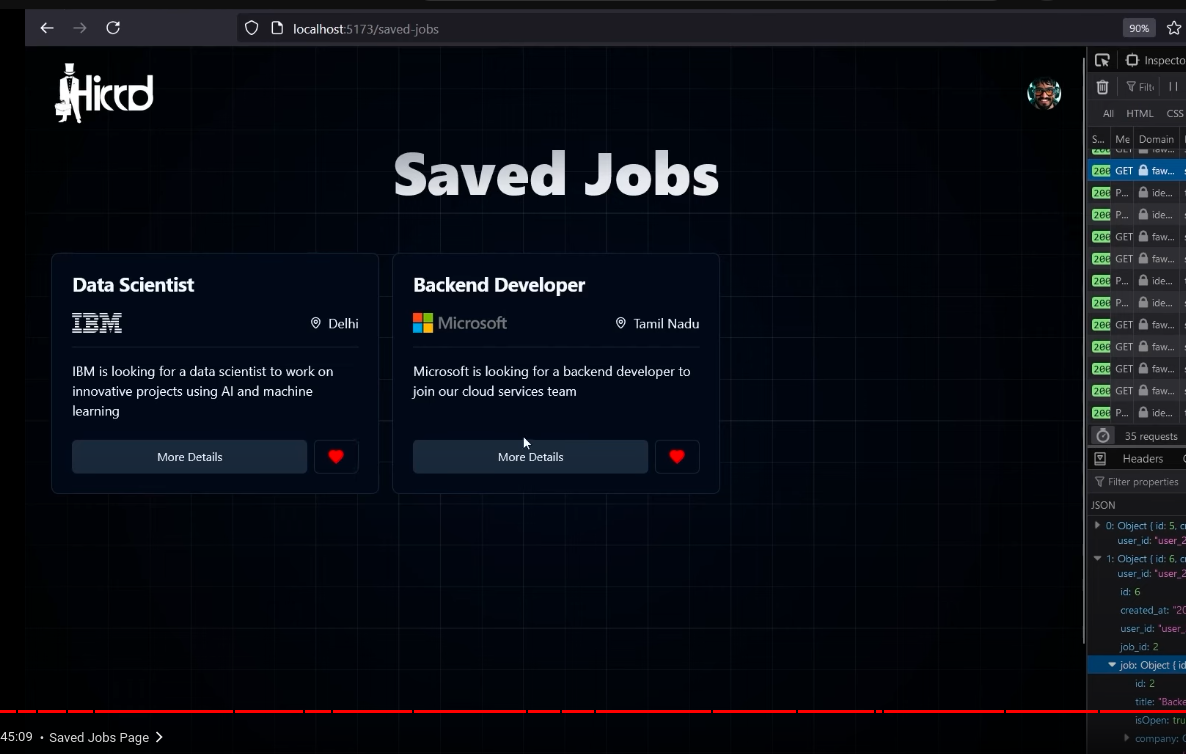 localhost:5173/saved-jobs
90%
Hirrd
Inspecto
Filt
All HTML CSS
S... Me Domain
Saved Jobs
200 GET faw...
200 P... ide...
200 P... ide...
200 GET faw...
200 GET faw...
200 P... ide...
200 P... ide...
200 GET faw...
200 GET faw...
200 GET faw...
200 GET faw...
200 P... ide...
35 requests
Data Scientist
IBM
Delhi
IBM is looking for a data scientist to work on
innovative projects using AI and machine
learning
More Details
Backend Developer
Microsoft
Tamil Nadu
Microsoft is looking for a backend developer to
join our cloud services team
More Details
Headers
Filter properties
JSON
0: Object { id: 5, c
user_id: "user_2
1: Object { id: 6, c
user_id: "user_2
id: 6
created_at: "20
user_id: "user_
job_id: 2
job: Object { id
id: 2
title: "Backe
isOpen: tru
company:
45:09 • Saved Jobs Page